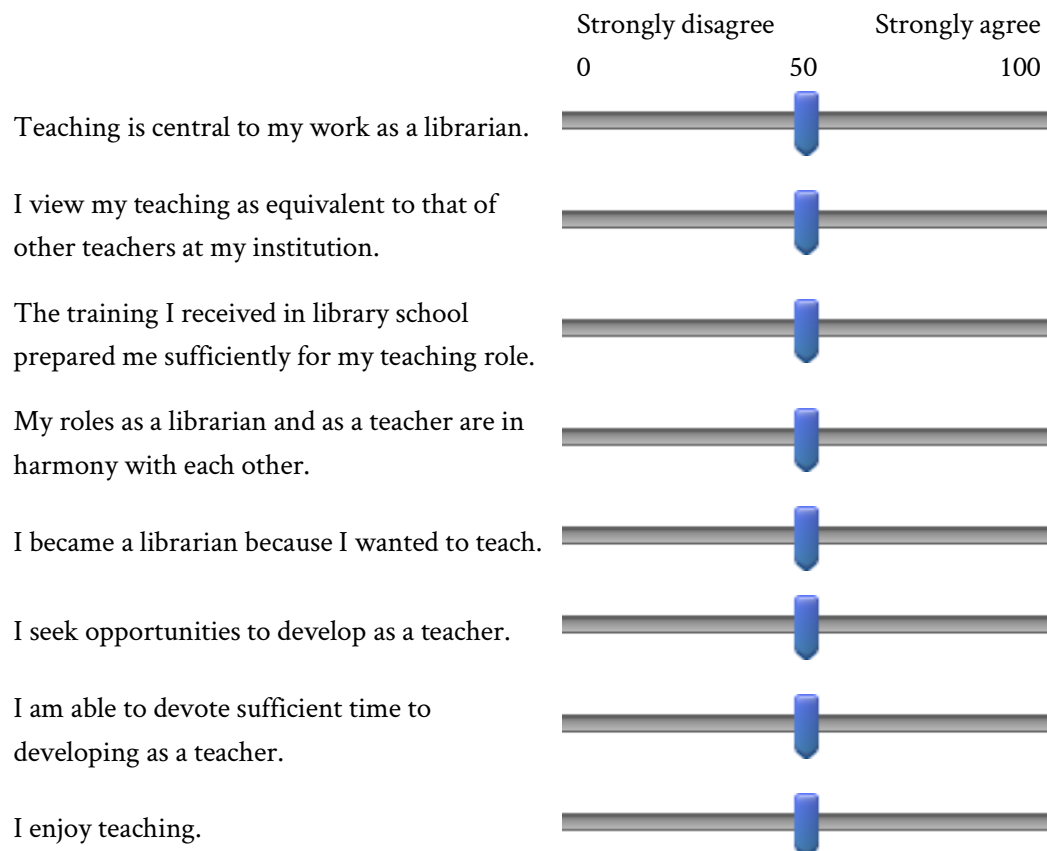 Strongly disagree Strongly agree
0 50 100
Teaching is central to my work as a librarian.
I view my teaching as equivalent to that of
other teachers at my institution.
The training I received in library school
prepared me sufficiently for my teaching role.
My roles as a librarian and as a teacher are in
harmony with each other.
I became a librarian because I wanted to teach.
I seek opportunities to develop as a teacher.
I am able to devote sufficient time to
developing as a teacher.
I enjoy teaching.